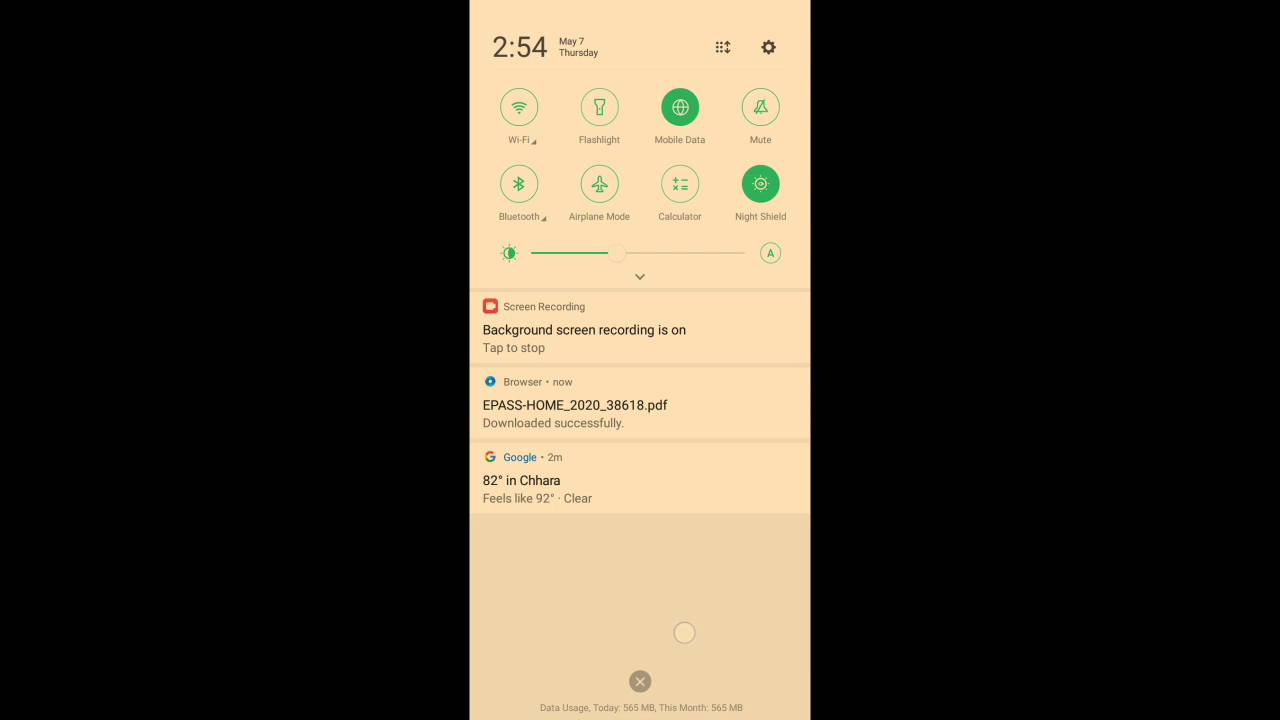 2:54
May 7
Thursday
Wi-Fi
Flashlight
Mobile Data
Mute
Bluetooth
Airplane Mode
Calculator
Night Shield
A
Screen Recording
Background screen recording is on
Tap to stop
Browser • now
EPASS-HOME_2020_38618.pdf
Downloaded successfully.
Google • 2m
82° in Chhara
Feels like 92° · Clear
Data Usage, Today: 565 MB, This Month: 565 MB